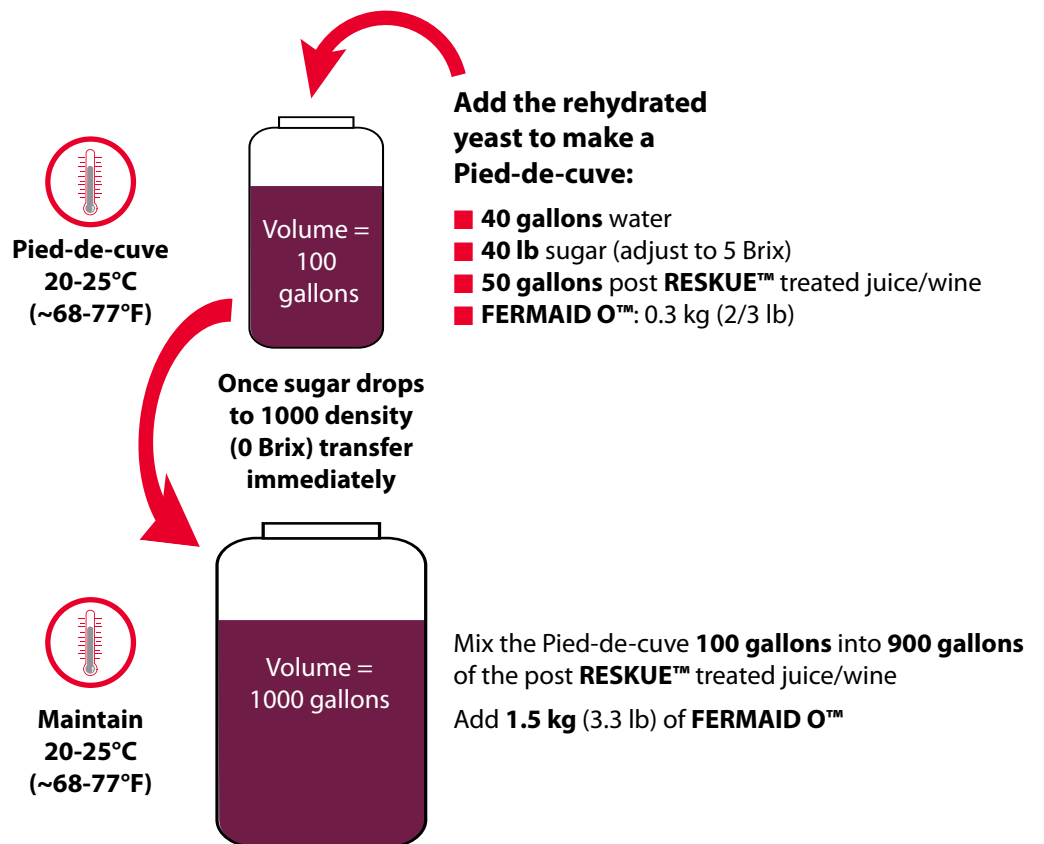 Add the rehydrated
yeast to make a
Pied-de-cuve:
■ 40 gallons water
■ 40 lb sugar (adjust to 5 Brix)
■ 50 gallons post RESKUE™ treated juice/wine
■ FERMAID O™: 0.3 kg (2/3 lb)
Volume =
100
gallons
Pied-de-cuve
20-25°C
(~68-77°F)
Once sugar drops
to 1000 density
(0 Brix) transfer
immediately
Volume =
1000 gallons
Maintain
20-25°C
(~68-77°F)
Mix the Pied-de-cuve 100 gallons into 900 gallons
of the post RESKUE™ treated juice/wine
Add 1.5 kg (3.3 lb) of FERMAID O™